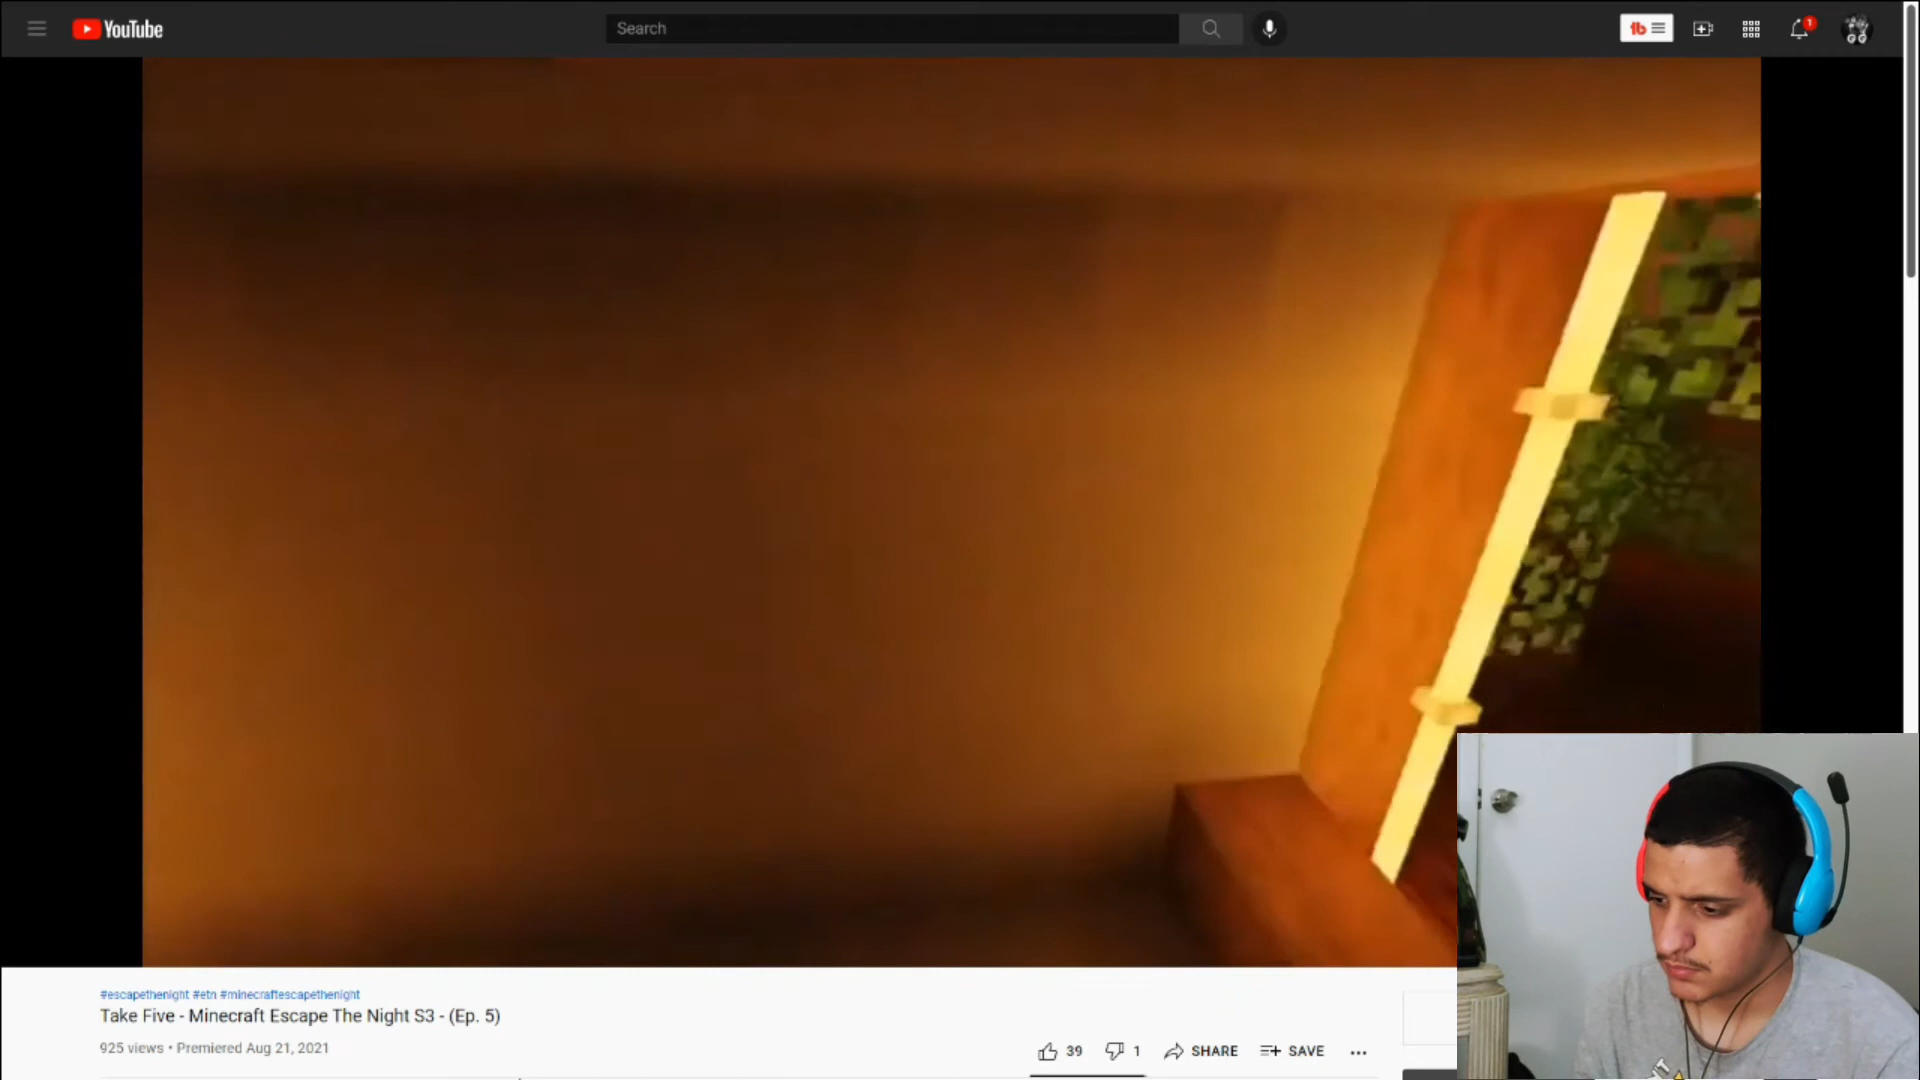 YouTube
Search
1
#escapethenight #etn #minecraftescapethenight
Take Five - Minecraft Escape The Night S3 - (Ep. 5)
925 views • Premiered Aug 21, 2021
39
1
SHARE
SAVE